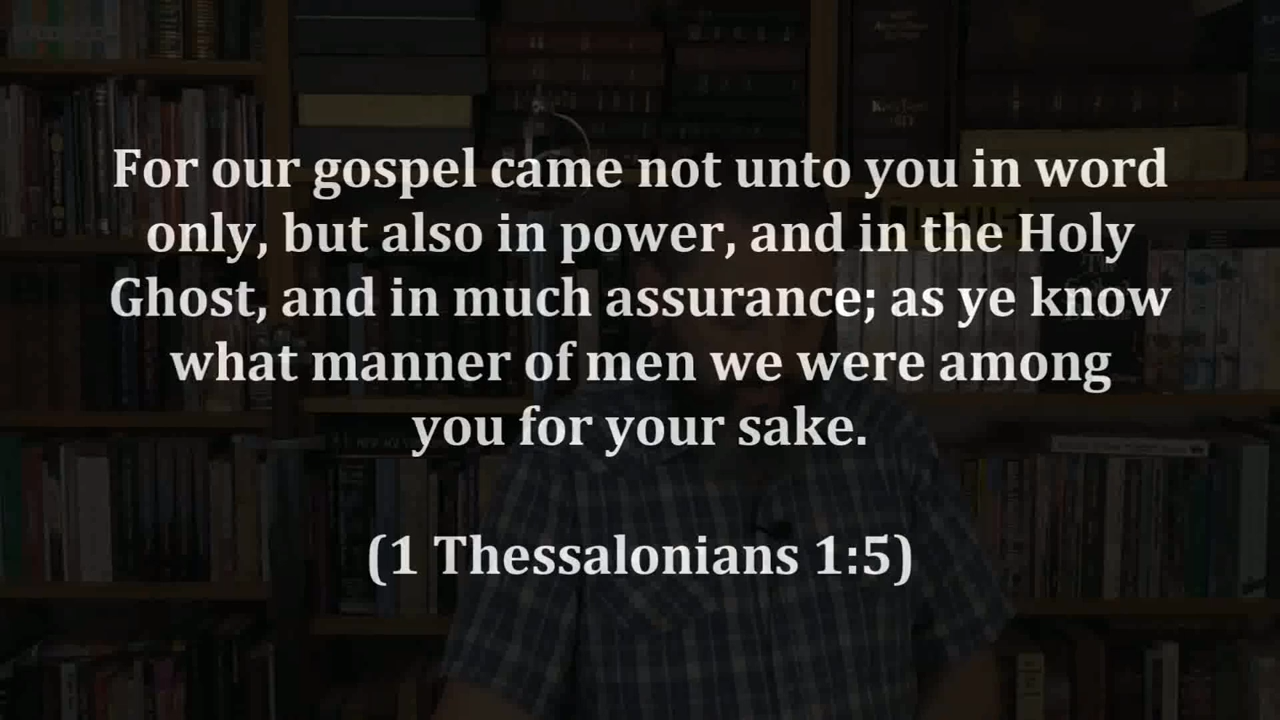 For our gospel came not unto you in word
only, but also in power, and in the Holy
Ghost, and in much assurance; as ye know
what manner of men we were among
you for your sake.
(1 Thessalonians 1:5)